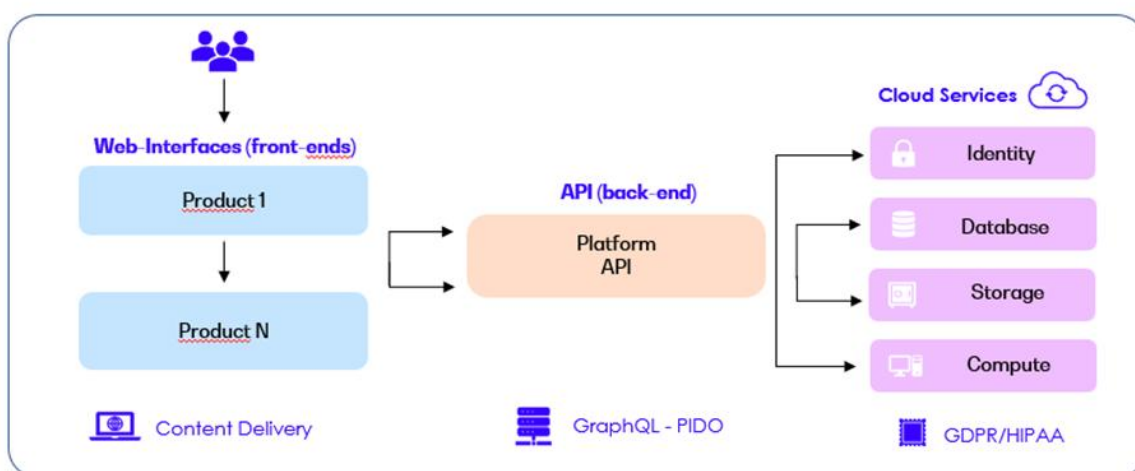 Cloud Services
Web-Interfaces (front-ends)
Product 1
Product N
API (back-end)
Platform
API
Identity
Database
Storage
Compute
Content Delivery
GraphQL - PIDO
GDPR/HIPAA